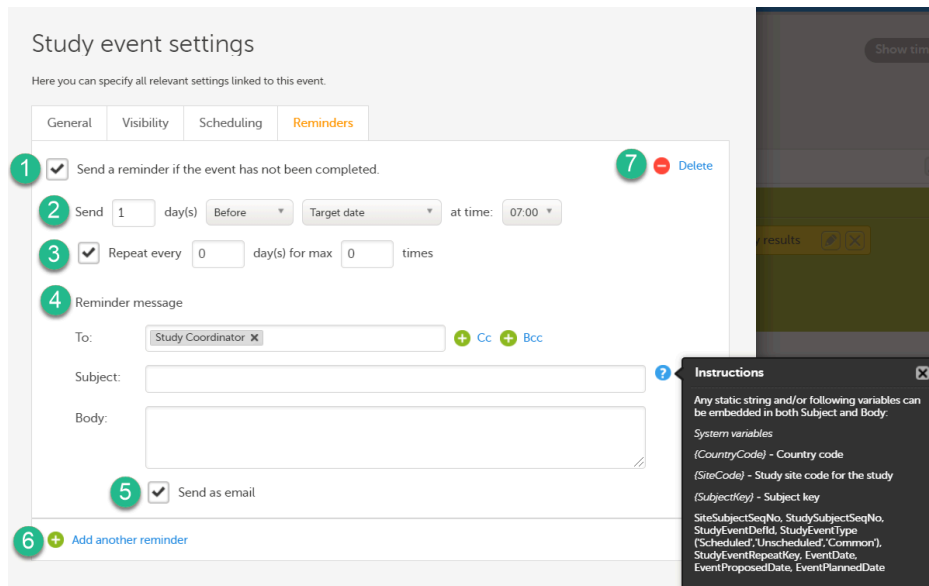 Study event settings
Show tim
Here you can specify all relevant settings linked to this event.
General Visibility Scheduling Reminders
1 Send a reminder if the event has not been completed. 7 Delete
2 Send 1 day(s) Before Target date at time: 07:00
y results
3 Repeat every 0 day(s) for max 0 times
4 Reminder message
To: Study Coordinator Cc Bcc
Subject: ?
Body:
5 Send as email
6 Add another reminder
Instructions
Any static string and/or following variables can
be embedded in both Subject and Body:
System variables
{CountryCode} - Country code
{SiteCode} - Study site code for the study
{SubjectKey} - Subject key
SiteSubjectSeqNo, StudySubjectSeqNo,
StudyEventDefId, StudyEventType
('Scheduled','Unscheduled','Common'),
StudyEventRepeatKey, EventDate,
EventProposedDate, EventPlannedDate